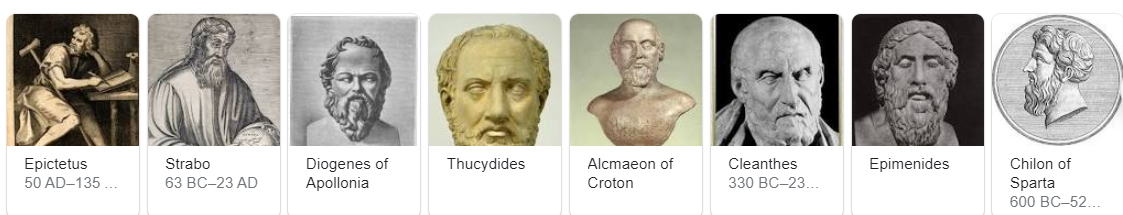 Epictetus
50 AD–135 ...
Strabo
63 BC–23 AD
Diogenes of
Apollonia
Thucydides
Alcmaeon of
Croton
Cleanthes
330 BC–23...
Epimenides
Chilon of
Sparta
600 BC–52...